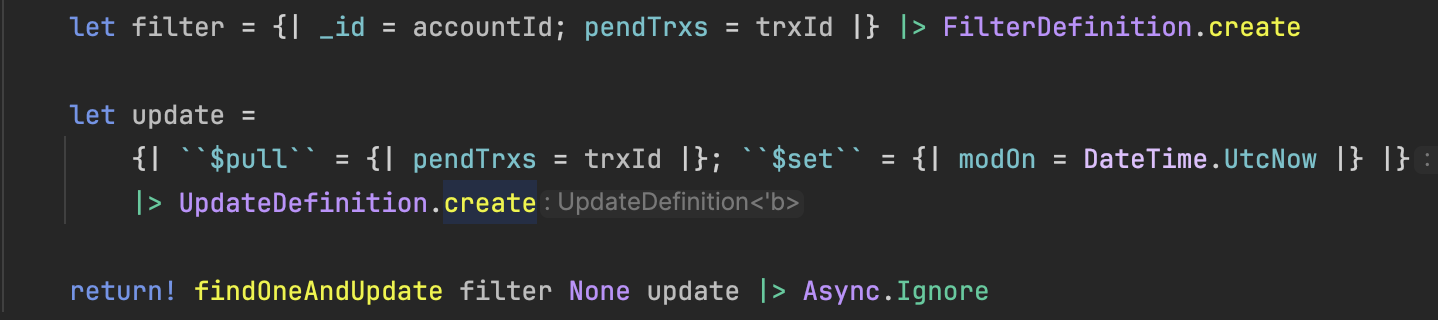 let filter = {| _id = accountId; pendTrxs = trxId |} |> FilterDefinition.create
let update =
{| ``$pull`` = {| pendTrxs = trxId |}; ``$set`` = {| modOn = DateTime.UtcNow |} |} :
|> UpdateDefinition.create : UpdateDefinition<'b>
return! findOneAndUpdate filter None update |> Async.Ignore